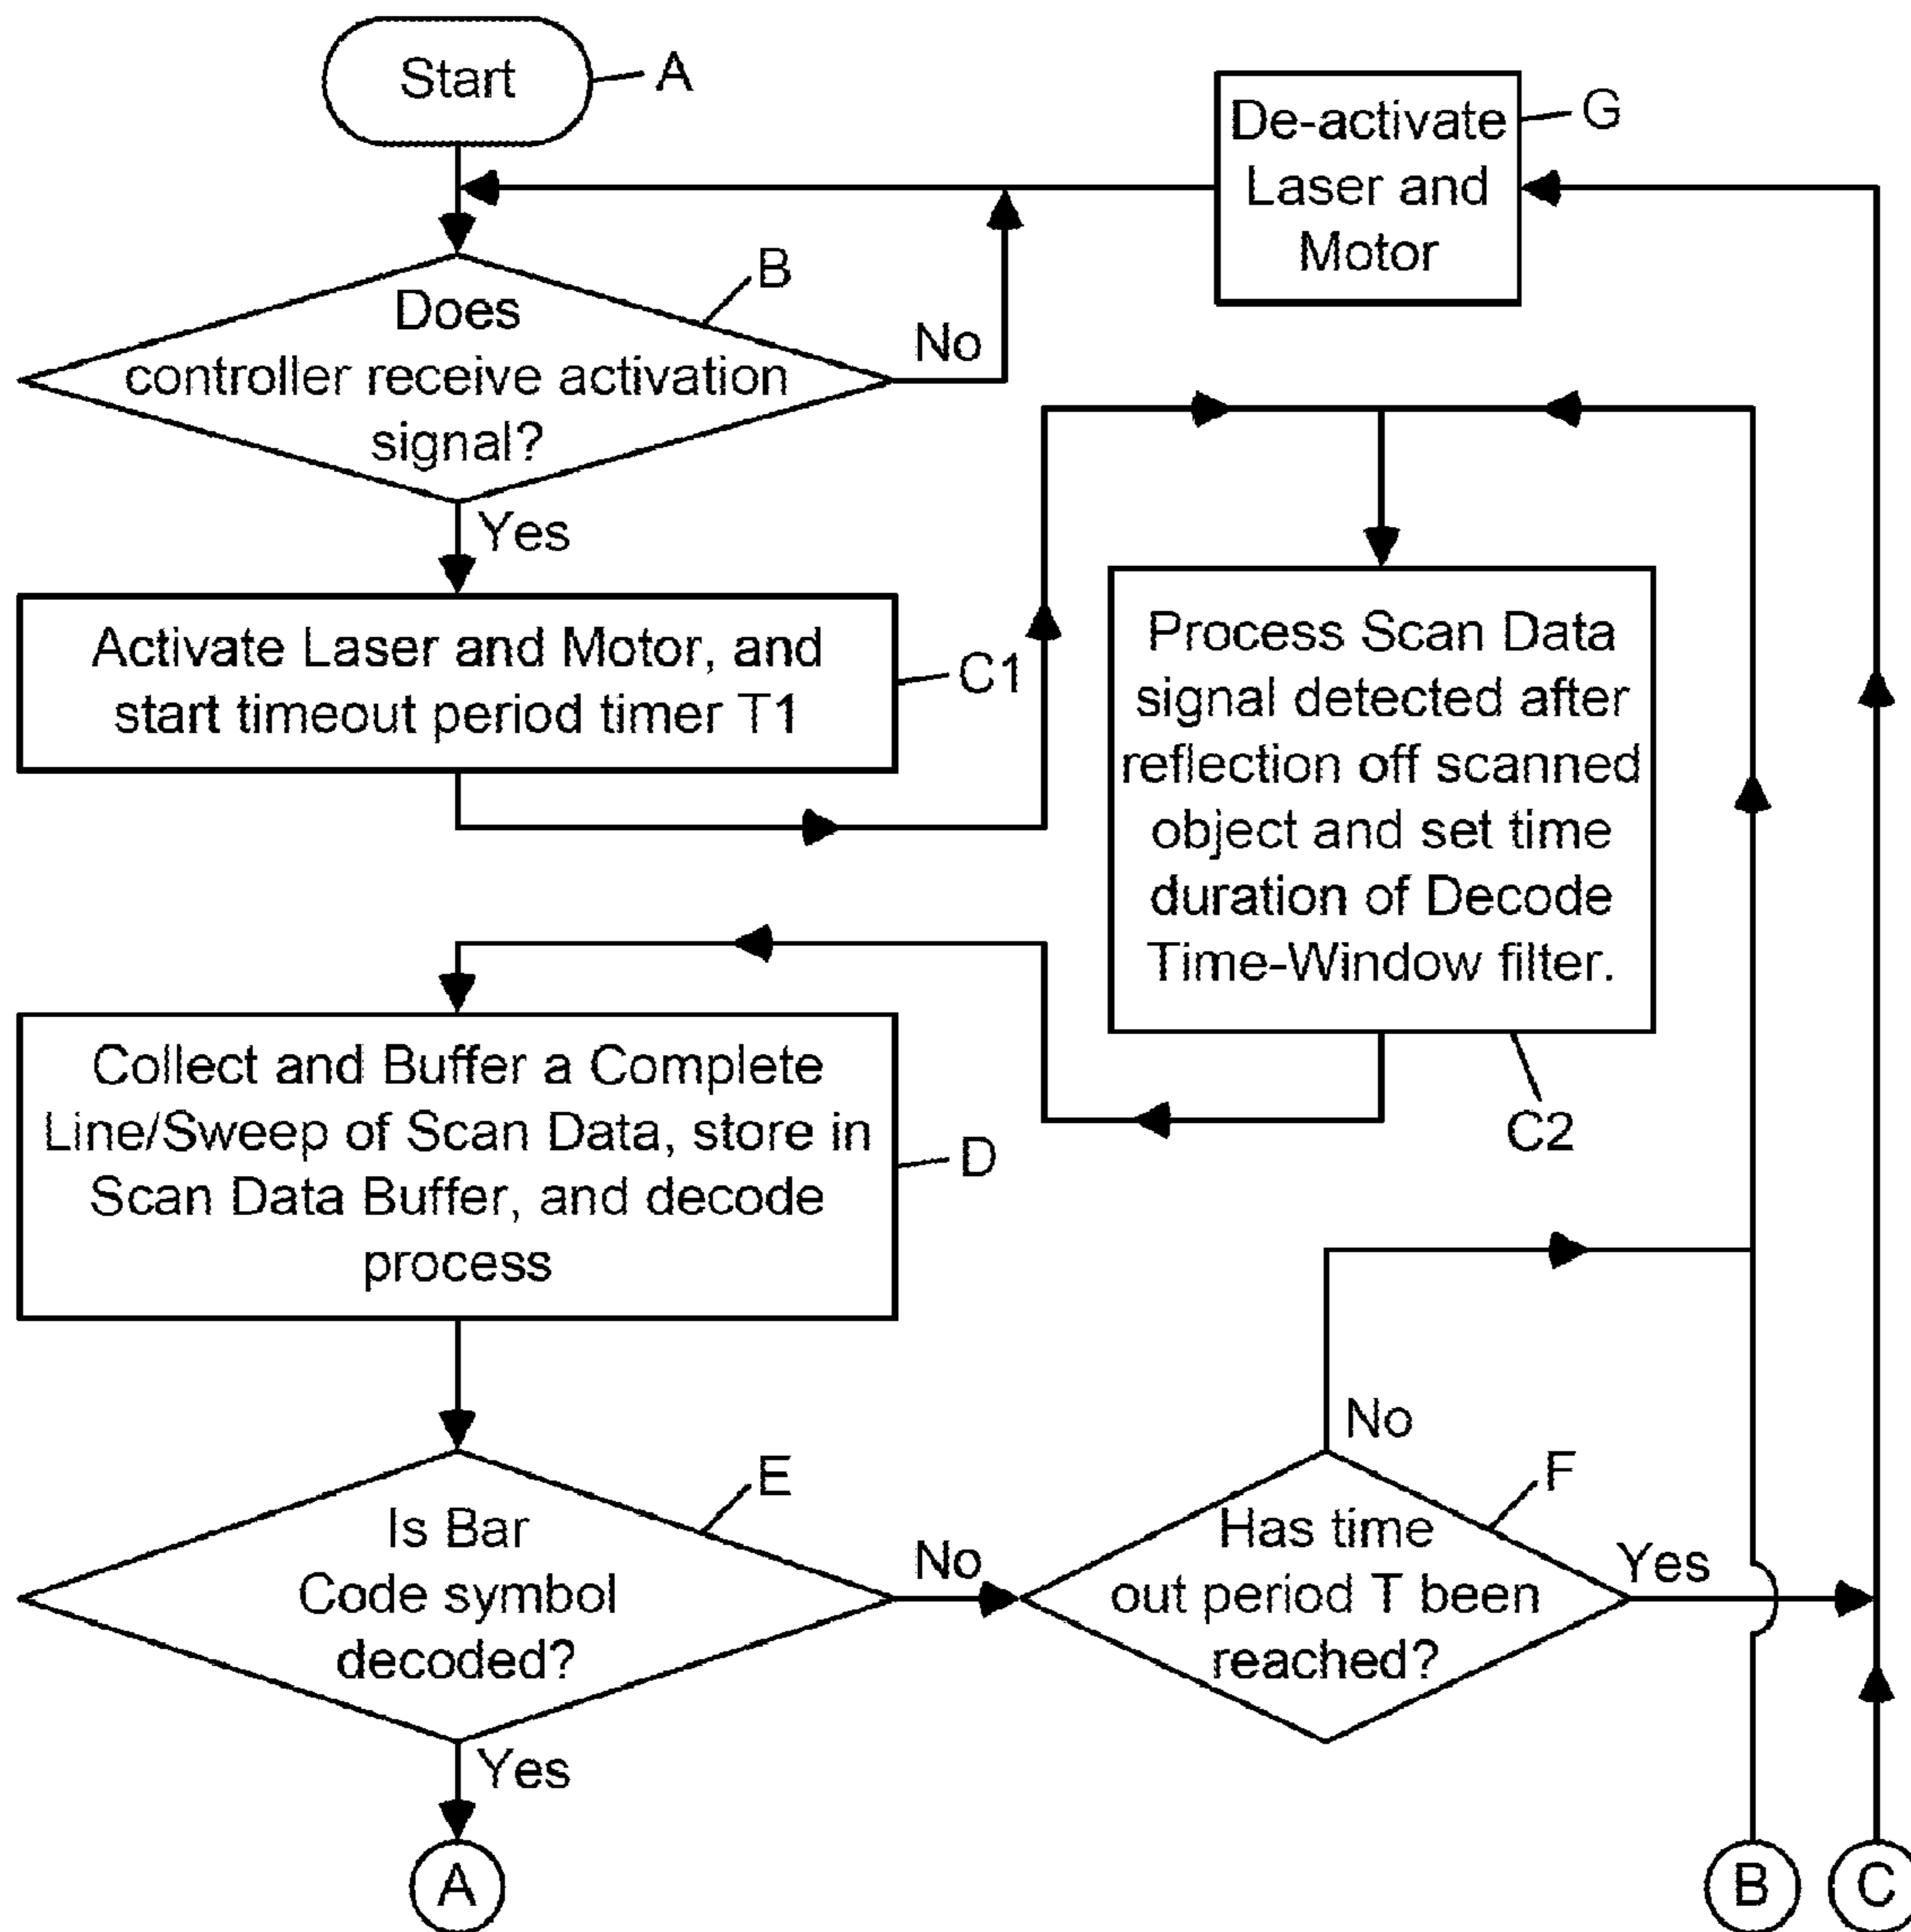 Start
A
De-activate
Laser and
Motor
G
Does
controller receive activation
signal?
B
No
Yes
Activate Laser and Motor, and
start timeout period timer T1
C1
Process Scan Data
signal detected after
reflection off scanned
object and set time
duration of Decode
Time-Window filter.
C2
Collect and Buffer a Complete
Line/Sweep of Scan Data, store in
Scan Data Buffer, and decode
process
D
Is Bar
Code symbol
decoded?
E
No
Yes
Has time
out period T been
reached?
F
No
Yes
A
B
C